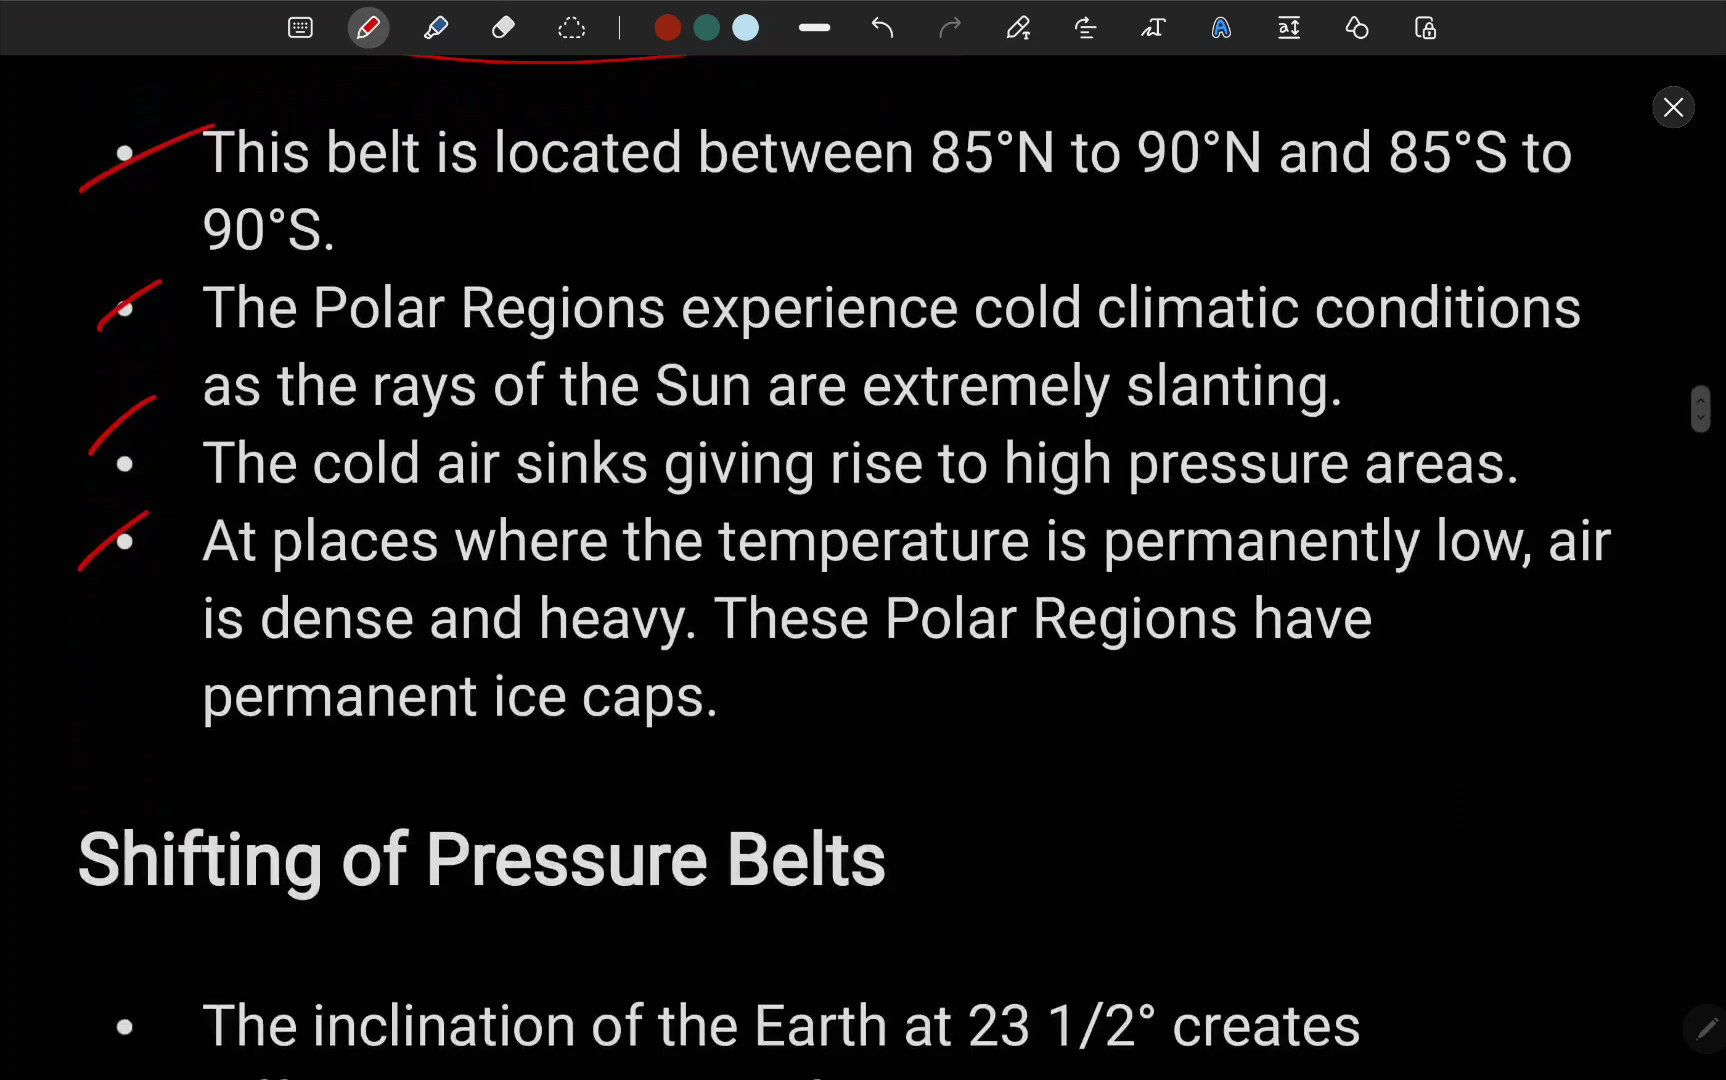 This belt is located between 85°N to 90°N and 85°S to
90°S.
The Polar Regions experience cold climatic conditions
as the rays of the Sun are extremely slanting.
The cold air sinks giving rise to high pressure areas.
At places where the temperature is permanently low, air
is dense and heavy. These Polar Regions have
permanent ice caps.
Shifting of Pressure Belts
The inclination of the Earth at 23 1/2° creates